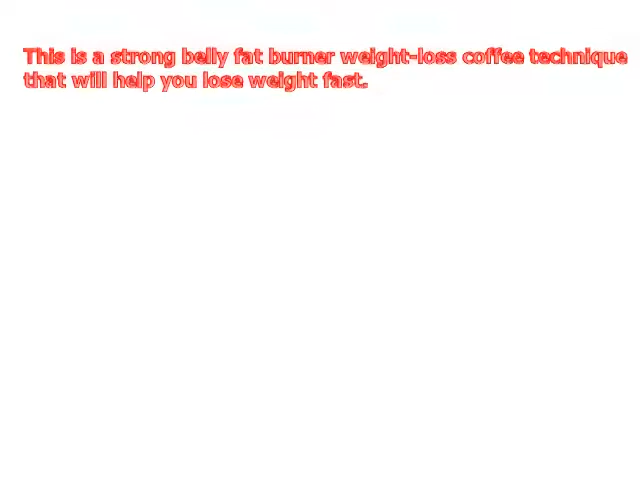 This is a strong belly fat burner weight-loss coffee technique
that will help you lose weight fast.